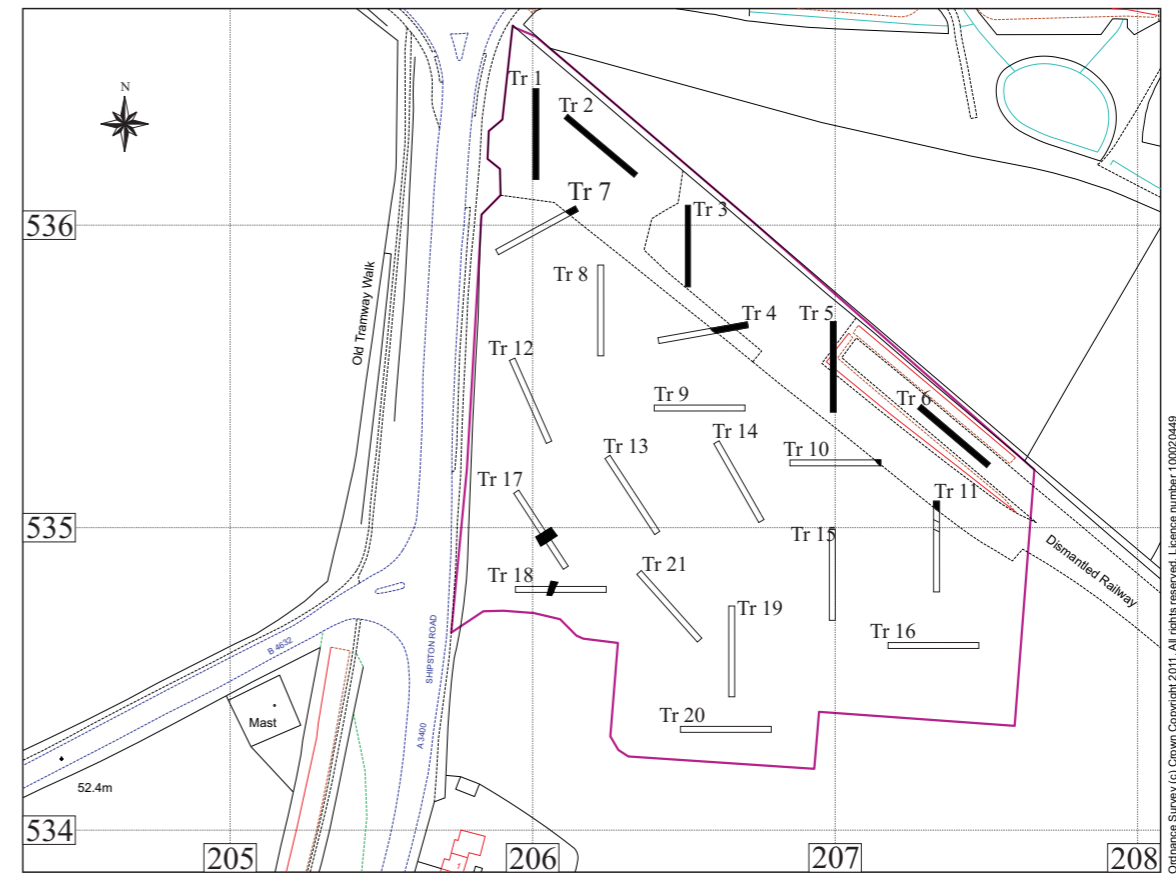 N
Tr 1
Tr 2
Tr 7
Tr 3
536
Tr 8
Tr 4
Tr 5
Old Tramway Walk
Tr 12
Tr 9
Tr 6
Tr 13
Tr 14
Tr 10
Tr 17
Tr 11
535
Tr 15
Dismantled Railway
Tr 18
Tr 21
Tr 19
B 4632
SHIPSTON ROAD
Tr 16
Mast
A 3400
Tr 20
52.4m
534
1
205
206
207
208
Ordnance Survey (c) Crown Copyright 2011. All rights reserved. Licence number 100020449